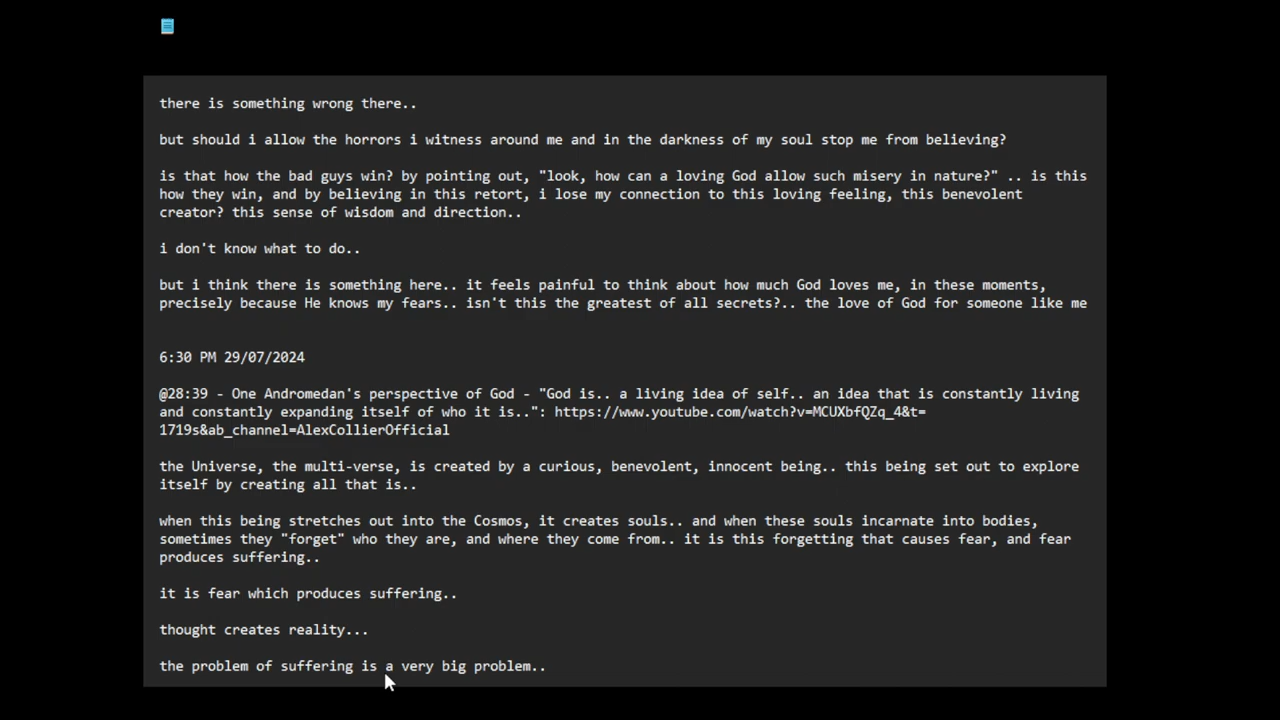 there is something wrong there..
but should i allow the horrors i witness around me and in the darkness of my soul stop me from believing?
is that how the bad guys win? by pointing out, "look, how can a loving God allow such misery in nature?" .. is this
how they win, and by believing in this retort, i lose my connection to this loving feeling, this benevolent
creator? this sense of wisdom and direction..
i don't know what to do..
but i think there is something here.. it feels painful to think about how much God loves me, in these moments,
precisely because He knows my fears.. isn't this the greatest of all secrets?.. the love of God for someone like me
6:30 PM 29/07/2024
@28:39 - One Andromedan's perspective of God - "God is.. a living idea of self.. an idea that is constantly living
and constantly expanding itself of who it is..": https://www.youtube.com/watch?v=MCUXbfQZq_4&t=
1719s&ab_channel=AlexCollierOfficial
the Universe, the multi-verse, is created by a curious, benevolent, innocent being.. this being set out to explore
itself by creating all that is..
when this being stretches out into the Cosmos, it creates souls.. and when these souls incarnate into bodies,
sometimes they "forget" who they are, and where they come from.. it is this forgetting that causes fear, and fear
produces suffering..
it is fear which produces suffering..
thought creates reality...
the problem of suffering is a very big problem..